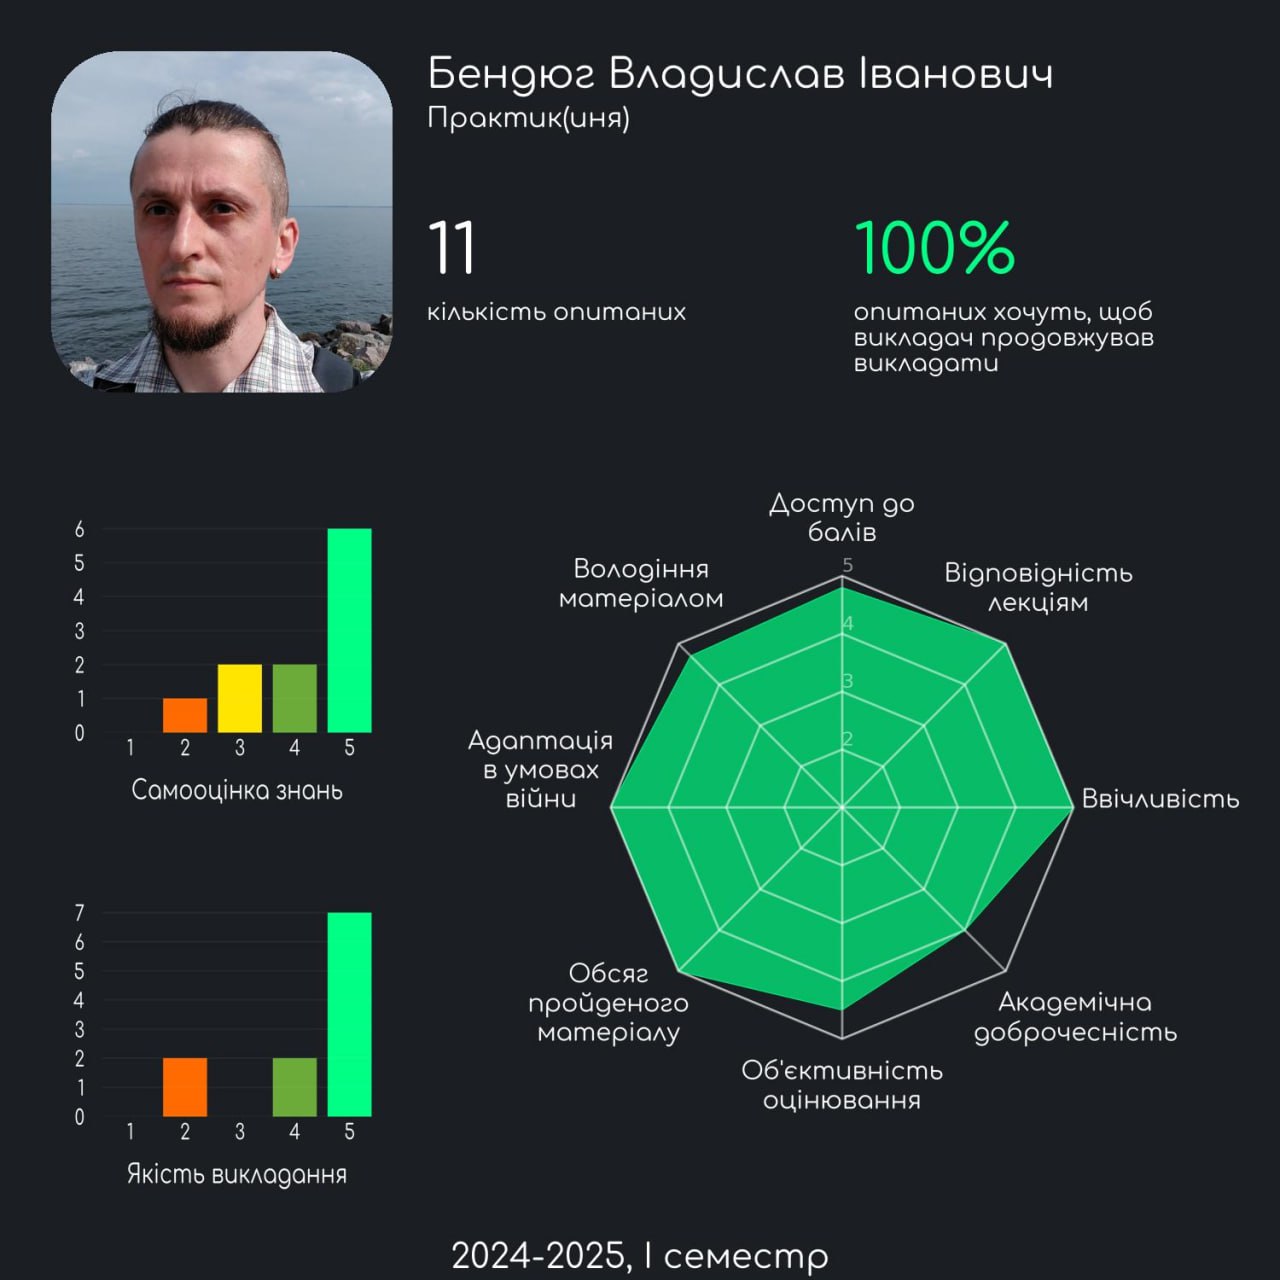 Бендюг Владислав Іванович
Практик(иня)
11
кількість опитаних
100%
опитаних хочуть, щоб
викладач продовжував
викладати
6
5
4
3
2
1
0
1 2 3 4 5
Самооцінка знань
7
6
5
4
3
2
1
0
1 2 3 4 5
Якість викладання
Доступ до
балів
Відповідність
лекціям
Ввічливість
Академічна
доброчесність
Об'єктивність
оцінювання
Обсяг
пройденого
матеріалу
Адаптація
в умовах
війни
Володіння
матеріалом
5
4
3
2
2024-2025, І семестр